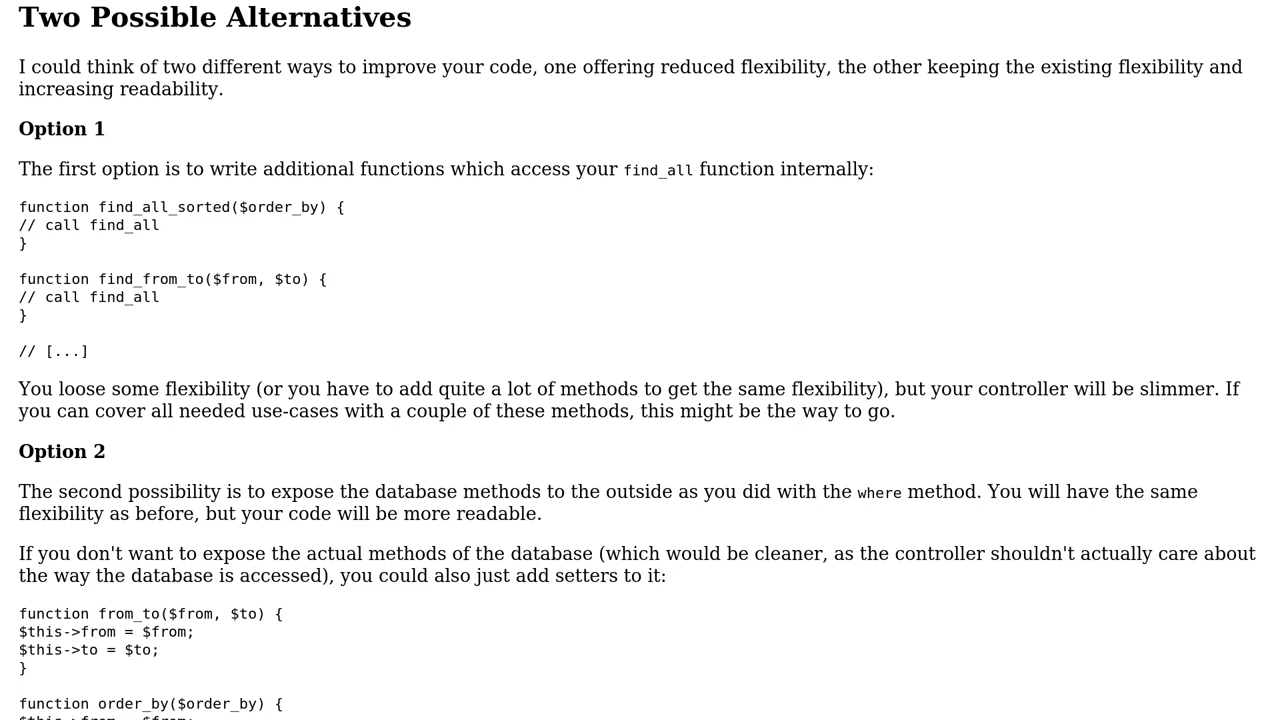 Two Possible Alternatives
I could think of two different ways to improve your code, one offering reduced flexibility, the other keeping the existing flexibility and
increasing readability.
Option 1
The first option is to write additional functions which access your find_all function internally:
function find_all_sorted($order_by) {
// call find_all
}
function find_from_to($from, $to) {
// call find_all
}
// [...]
You loose some flexibility (or you have to add quite a lot of methods to get the same flexibility), but your controller will be slimmer. If
you can cover all needed use-cases with a couple of these methods, this might be the way to go.
Option 2
The second possibility is to expose the database methods to the outside as you did with the where method. You will have the same
flexibility as before, but your code will be more readable.
If you don't want to expose the actual methods of the database (which would be cleaner, as the controller shouldn't actually care about
the way the database is accessed), you could also just add setters to it:
function from_to($from, $to) {
$this->from = $from;
$this->to = $to;
}
function order_by($order_by) {
$this->from = $from;